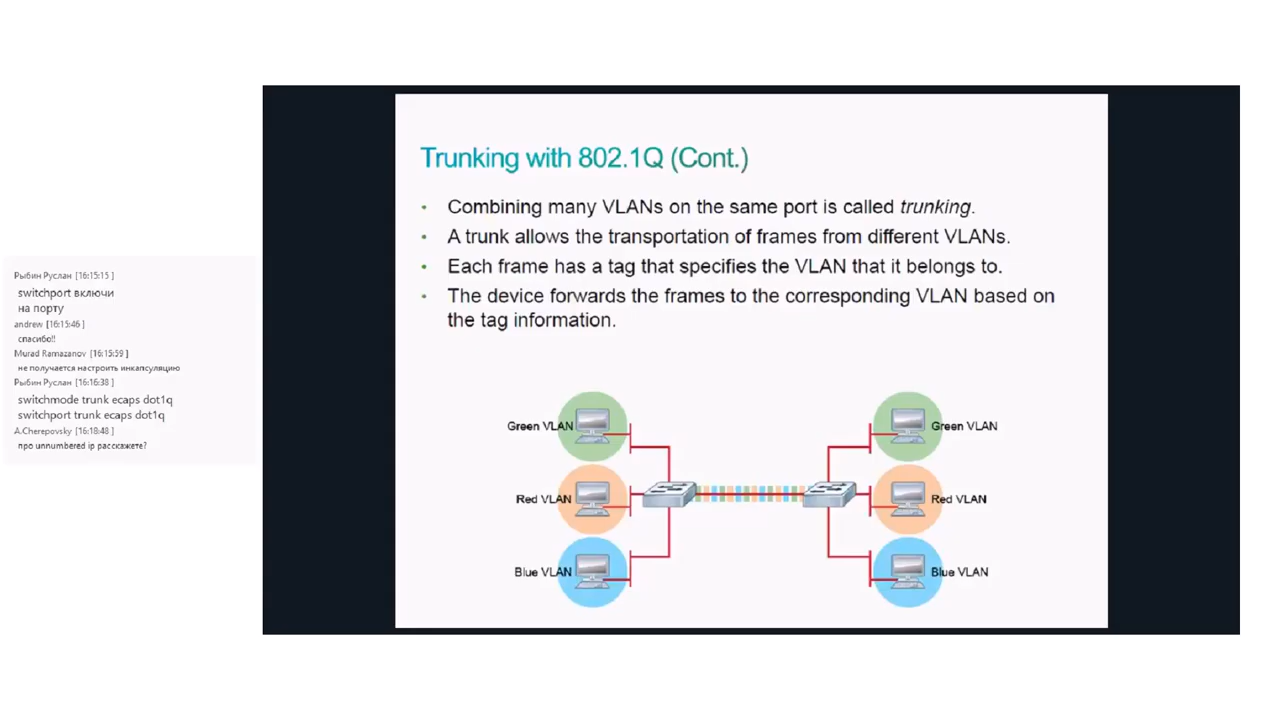 Рыбин Руслан [16:15:15 ]
switchport включи
на порту
andrew [16:15:46 ]
спасибо!!
Murad Ramazanov [16:15:59 ]
не получается настроить инкапсуляцию
Рыбин Руслан [16:16:38 ]
switchmode trunk ecaps dot1q
switchport trunk ecaps dot1q
A.Cherepovsky [16:18:48 ]
про unnumbered ip расскажете?
Trunking with 802.1Q (Cont.)
• Combining many VLANs on the same port is called trunking.
• A trunk allows the transportation of frames from different VLANs.
• Each frame has a tag that specifies the VLAN that it belongs to.
• The device forwards the frames to the corresponding VLAN based on
the tag information.
Green VLAN
Green VLAN
Red VLAN
Red VLAN
Blue VLAN
Blue VLAN